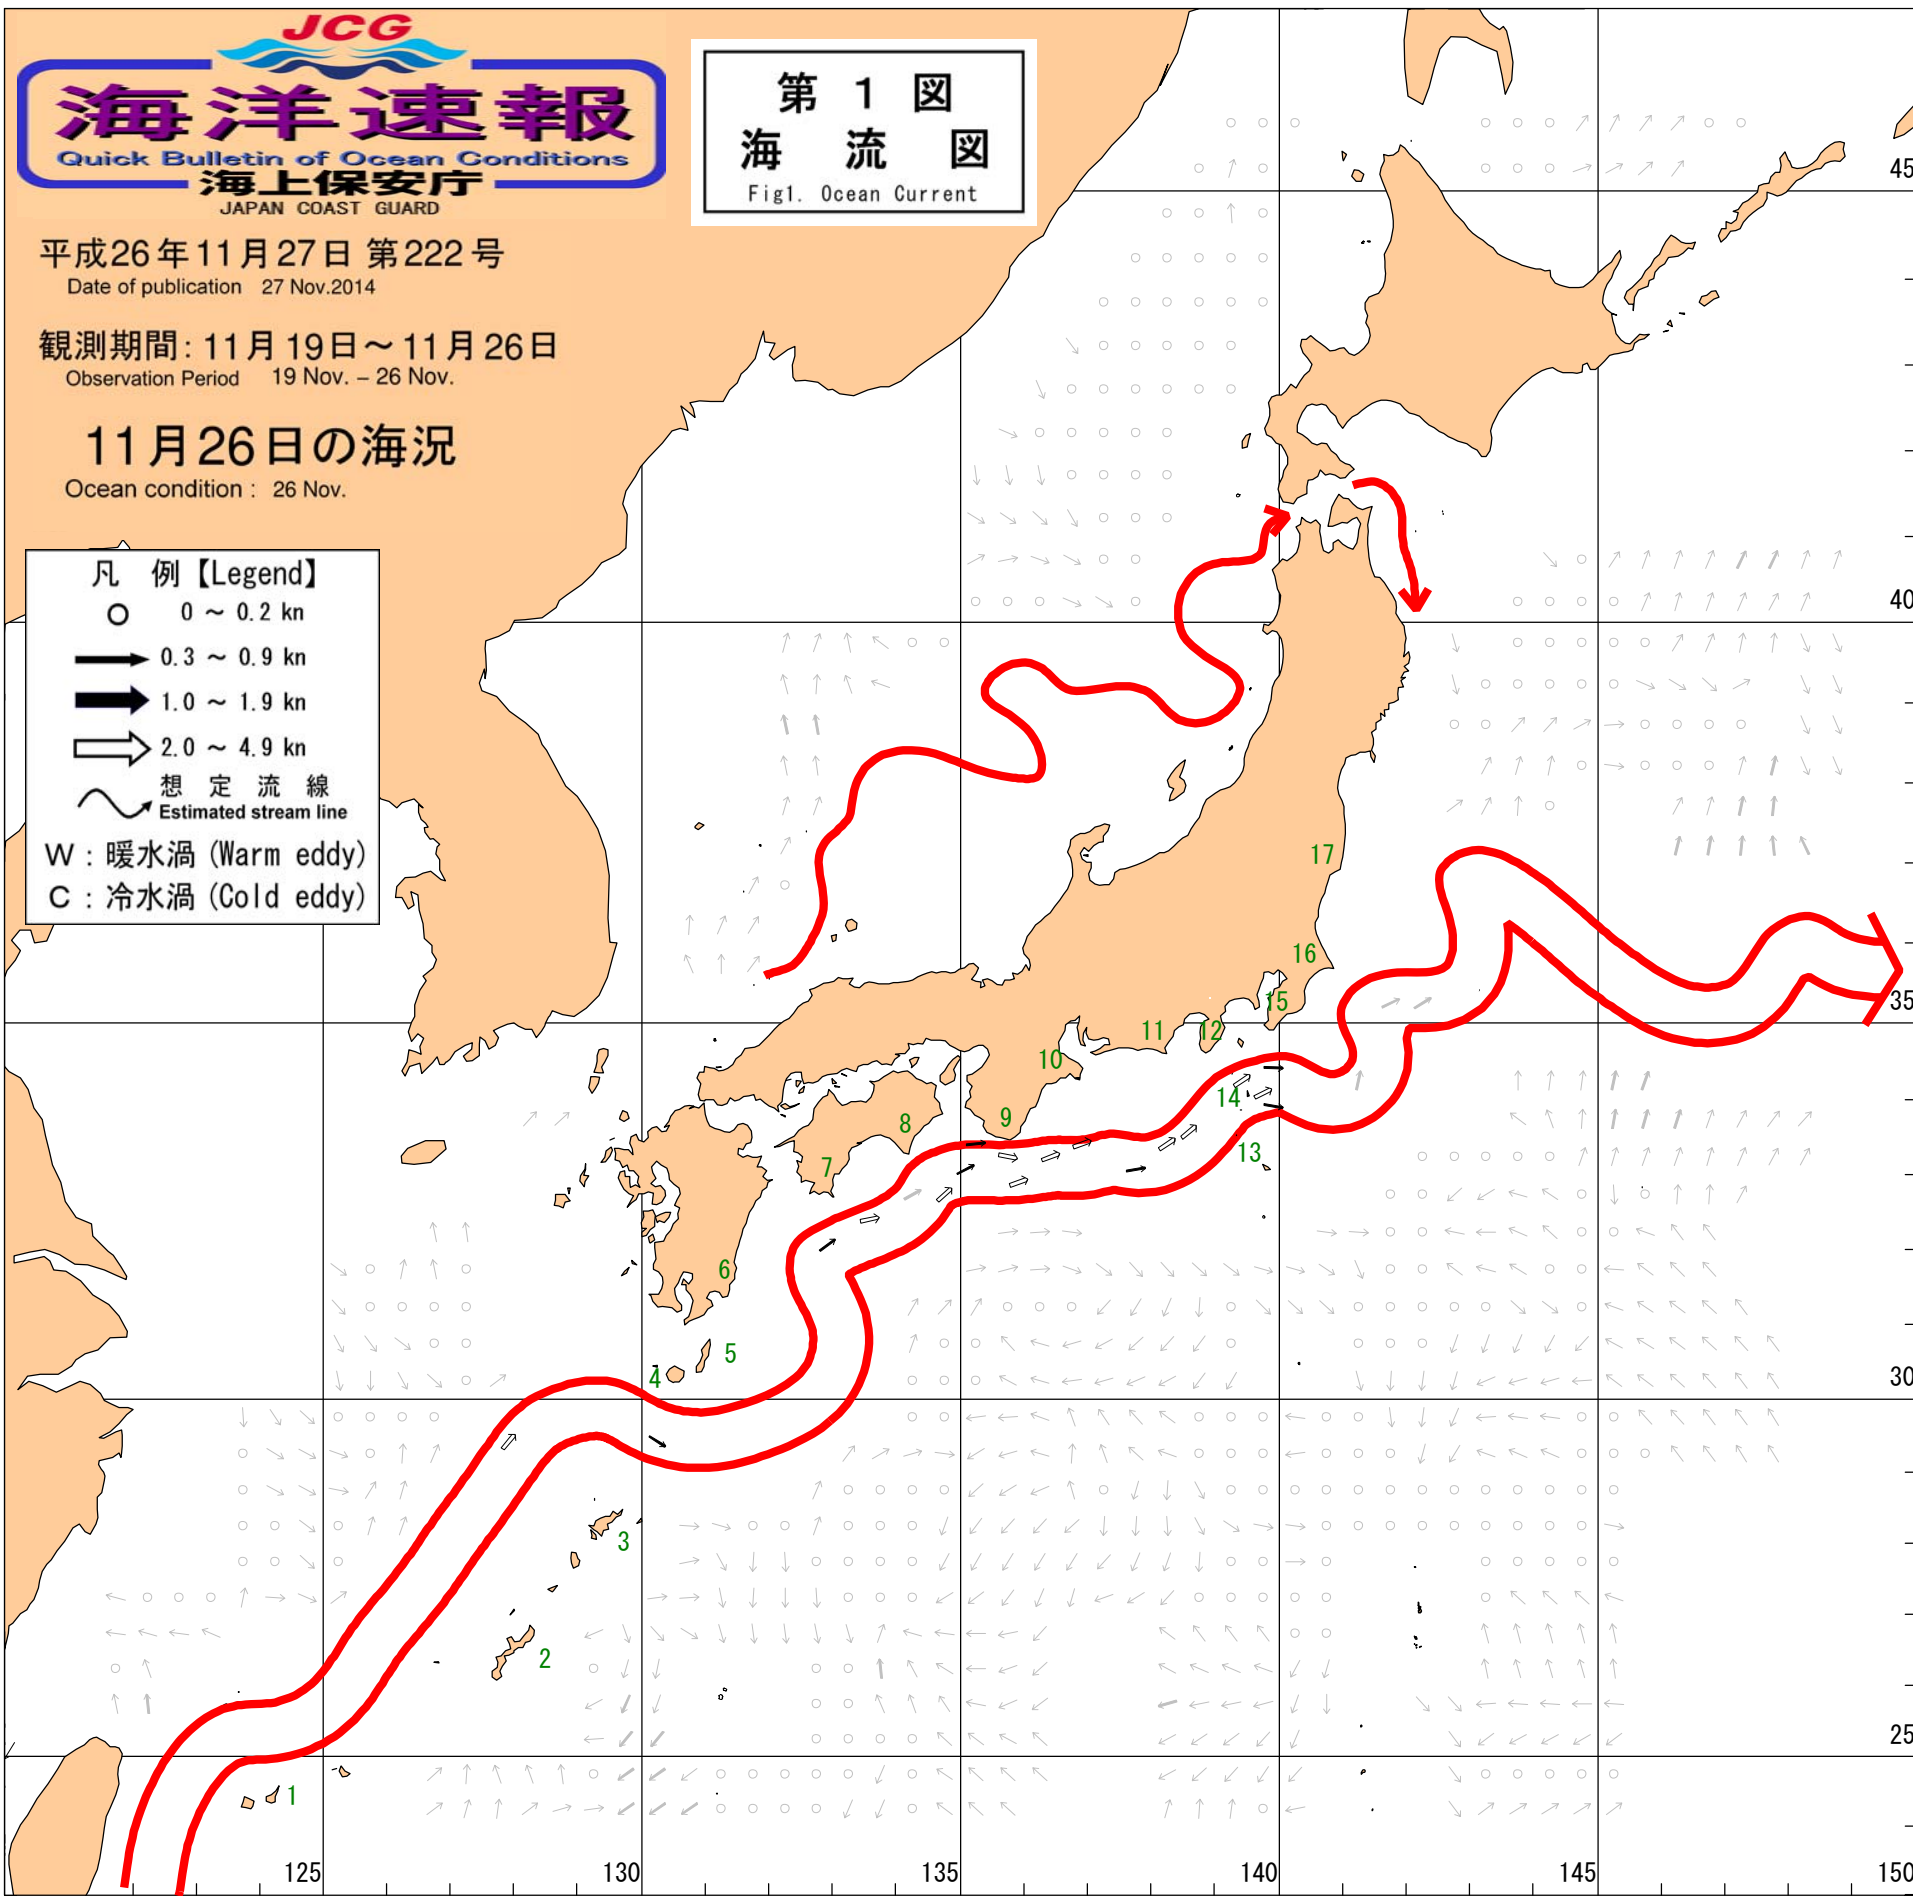 JCG
海洋速報
Quick Bulletin of Ocean Conditions
海上保安庁
JAPAN COAST GUARD
平成26年11月27日 第222号
Date of publication 27 Nov.2014
観測期間: 11月19日～11月26日
Observation Period 19 Nov. – 26 Nov.
11月26日の海況
Ocean condition : 26 Nov.
第 1 図
海 流 図
Fig1. Ocean Current
凡 例【Legend】
0 ～ 0.2 kn
0.3 ～ 0.9 kn
1.0 ～ 1.9 kn
2.0 ～ 4.9 kn
想 定 流 線
Estimated stream line
W : 暖水渦 (Warm eddy)
C : 冷水渦 (Cold eddy)
45
40
35
30
25
125
130
135
140
145
150
17
16
15
12
11
10
14
9
8
13
7
6
5
4
3
2
1